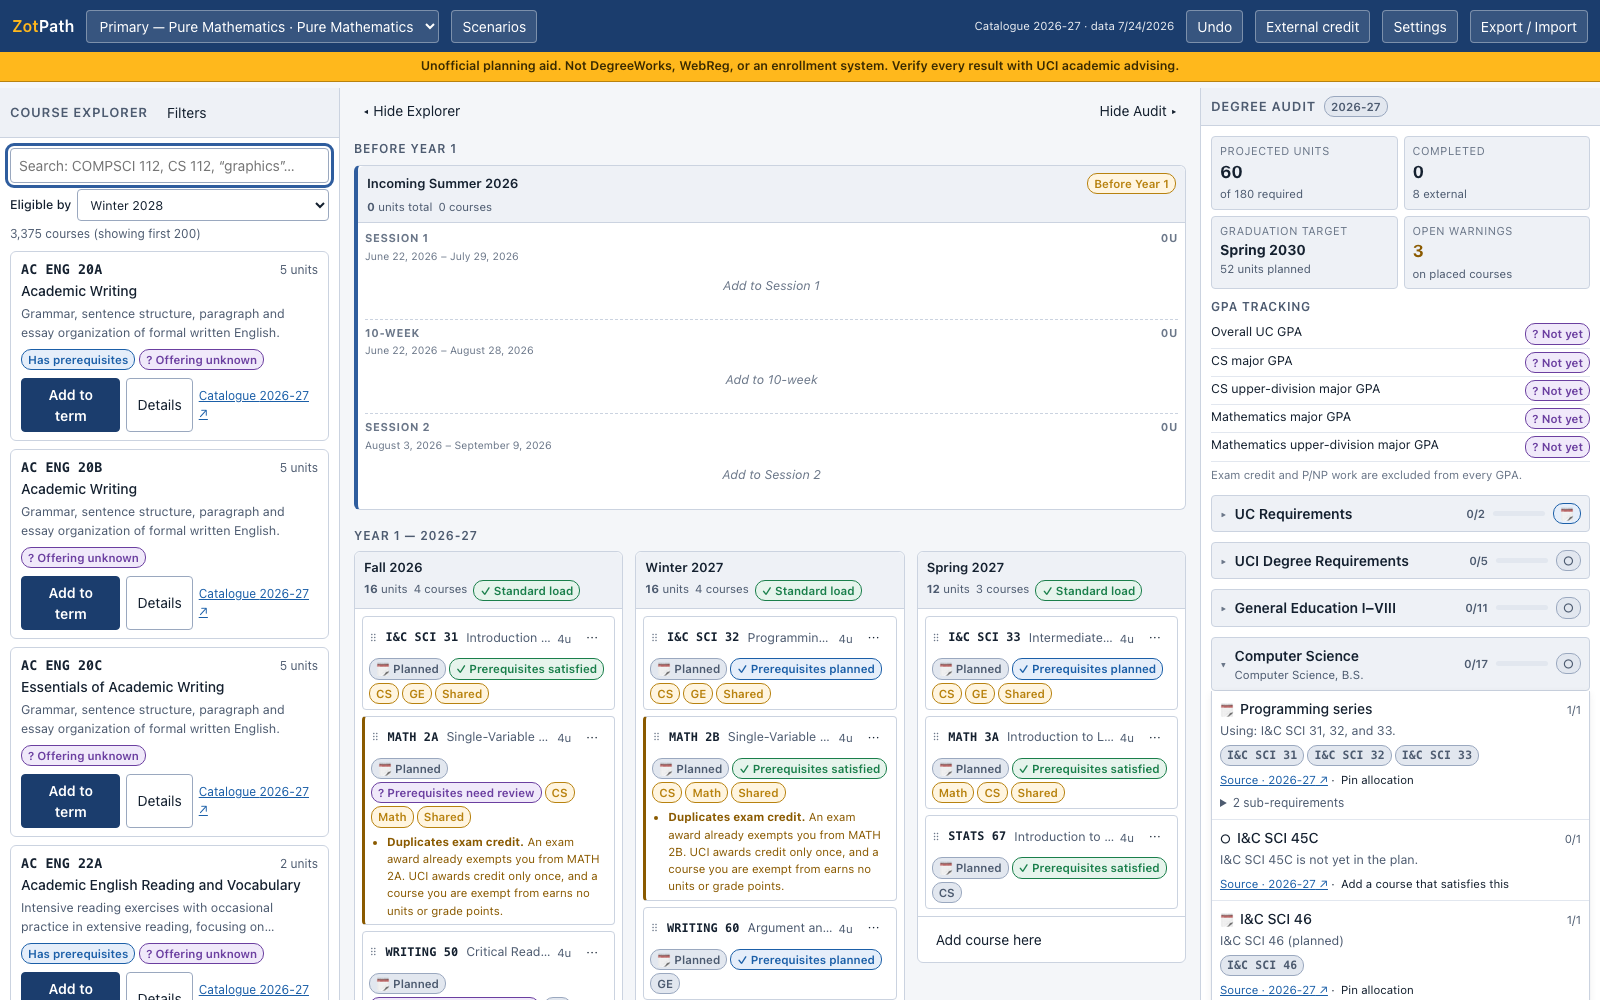 ZotPath
Primary — Pure Mathematics · Pure Mathematics
Scenarios
Catalogue 2026-27 · data 7/24/2026
Undo
External credit
Settings
Export / Import
Unofficial planning aid. Not DegreeWorks, WebReg, or an enrollment system. Verify every result with UCI academic advising.
COURSE EXPLORER
Filters
Search: COMPSCI 112, CS 112, “graphics”…
Eligible by
Winter 2028
3,375 courses (showing first 200)
AC ENG 20A
5 units
Academic Writing
Grammar, sentence structure, paragraph and
essay organization of formal written English.
Has prerequisites
? Offering unknown
Add to
term
Details
Catalogue 2026-27
↗
AC ENG 20B
5 units
Academic Writing
Grammar, sentence structure, paragraph and
essay organization of formal written English.
? Offering unknown
Add to
term
Details
Catalogue 2026-27
↗
AC ENG 20C
5 units
Essentials of Academic Writing
Grammar, sentence structure, paragraph and
essay organization of formal written English.
? Offering unknown
Add to
term
Details
Catalogue 2026-27
↗
AC ENG 22A
2 units
Academic English Reading and Vocabulary
Intensive reading exercises with occasional
practice in extensive reading, focusing on…
Has prerequisites
? Offering unknown
Add to
Details
Catalogue 2026-27
Hide Explorer
Hide Audit
BEFORE YEAR 1
Incoming Summer 2026
Before Year 1
0 units total 0 courses
SESSION 1
0U
June 22, 2026 – July 29, 2026
Add to Session 1
10-WEEK
0U
June 22, 2026 – August 28, 2026
Add to 10-week
SESSION 2
0U
August 3, 2026 – September 9, 2026
Add to Session 2
YEAR 1 — 2026-27
Fall 2026
16 units 4 courses ✓ Standard load
I&C SCI 31 Introduction ... 4u ···
Planned ✓ Prerequisites satisfied
CS GE Shared
MATH 2A Single-Variable ... 4u ···
Planned
? Prerequisites need review CS
Math Shared
• Duplicates exam credit. An exam
award already exempts you from MATH
2A. UCI awards credit only once, and a
course you are exempt from earns no
units or grade points.
WRITING 50 Critical Read... 4u ···
Planned
Winter 2027
16 units 4 courses ✓ Standard load
I&C SCI 32 Programmin... 4u ···
Planned ✓ Prerequisites planned
CS GE Shared
MATH 2B Single-Variable ... 4u ···
Planned ✓ Prerequisites satisfied
CS Math Shared
• Duplicates exam credit. An exam
award already exempts you from MATH
2B. UCI awards credit only once, and a
course you are exempt from earns no
units or grade points.
WRITING 60 Argument an... 4u ···
Planned ✓ Prerequisites planned
GE
Spring 2027
12 units 3 courses ✓ Standard load
I&C SCI 33 Intermediate... 4u ···
Planned ✓ Prerequisites planned
CS GE Shared
MATH 3A Introduction to L... 4u ···
Planned ✓ Prerequisites satisfied
Math CS Shared
STATS 67 Introduction to ... 4u ···
Planned ✓ Prerequisites satisfied
CS
Add course here
DEGREE AUDIT 2026-27
PROJECTED UNITS
60
of 180 required
COMPLETED
0
8 external
GRADUATION TARGET
Spring 2030
52 units planned
OPEN WARNINGS
3
on placed courses
GPA TRACKING
Overall UC GPA ? Not yet
CS major GPA ? Not yet
CS upper-division major GPA ? Not yet
Mathematics major GPA ? Not yet
Mathematics upper-division major GPA ? Not yet
Exam credit and P/NP work are excluded from every GPA.
UC Requirements 0/2
UCI Degree Requirements 0/5
General Education I–VIII 0/11
Computer Science 0/17
Computer Science, B.S.
Programming series 1/1
Using: I&C SCI 31, 32, and 33.
I&C SCI 31 I&C SCI 32 I&C SCI 33
Source · 2026-27 ↗ · Pin allocation
2 sub-requirements
I&C SCI 45C 0/1
I&C SCI 45C is not yet in the plan.
Source · 2026-27 ↗ · Add a course that satisfies this
I&C SCI 46 1/1
I&C SCI 46 (planned)
I&C SCI 46
Source · 2026-27 ↗ · Pin allocation